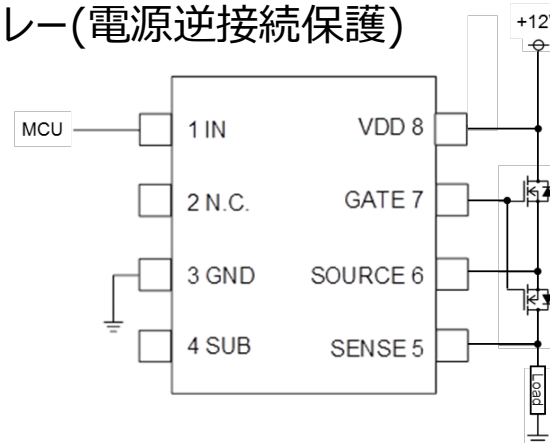 レー(電源逆接続保護)
+12V
MCU
1 IN
VDD 8
2 N.C.
GATE 7
3 GND
SOURCE 6
4 SUB
SENSE 5
Load